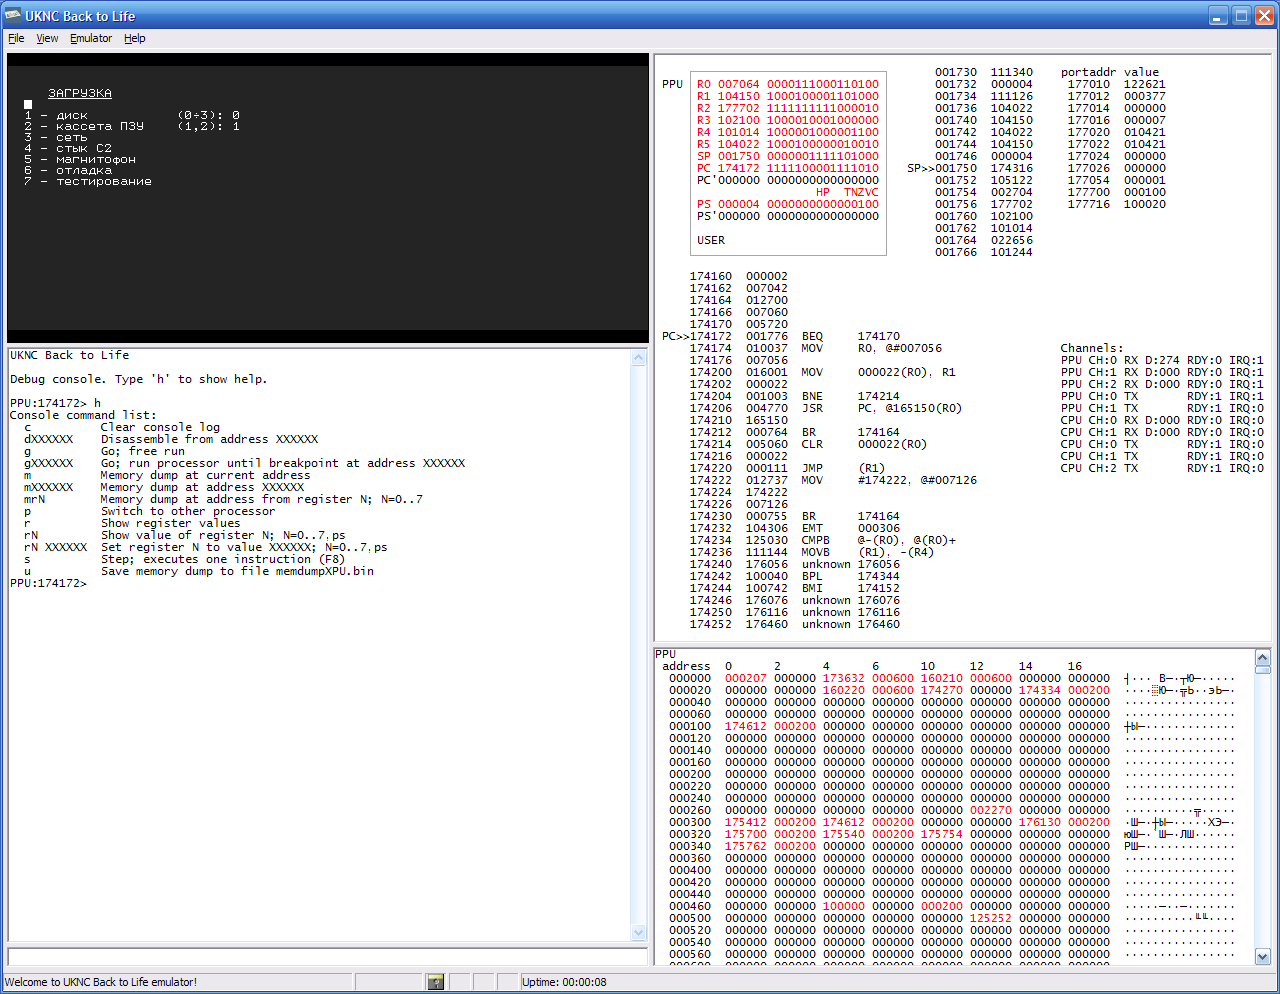 UKNC Back to Life
File View Emulator Help
ЗАГРУЗКА
1 - диск (0÷3): 0
2 - кассета ПЗУ (1,2): 1
3 - сеть
4 - стык С2
5 - магнитофон
6 - отладка
7 - тестирование
UKNC Back to Life
Debug console. Type 'h' to show help.
PPU:174172> h
Console command list:
c Clear console log
dXXXXXX Disassemble from address XXXXXX
g Go; free run
gXXXXXX Go; run processor until breakpoint at address XXXXXX
m Memory dump at current address
mXXXXXX Memory dump at address XXXXXX
mrN Memory dump at address from register N; N=0..7
p Switch to other processor
r Show register values
rN Show value of register N; N=0..7,ps
rN XXXXXX Set register N to value XXXXXX; N=0..7,ps
s Step; executes one instruction (F8)
u Save memory dump to file memdumpXPU.bin
PPU:174172>
PPU
R0 007064 0000111000110100
R1 104150 1000100001101000
R2 177702 1111111111000010
R3 102100 1000010001000000
R4 101014 1000001000001100
R5 104022 1000100000010010
SP 001750 0000001111101000
PC 174172 1111100001111010
PC'000000 0000000000000000
HP TNZVC
PS 000004 0000000000000100
PS'000000 0000000000000000
USER
001730 111340
001732 000004
001734 111126
001736 104022
001740 104150
001742 104022
001744 104150
001746 000004
SP>>001750 174316
001752 105122
001754 002704
001756 177702
001760 102100
001762 101014
001764 022656
001766 101244
portaddr value
177010 122621
177012 000377
177014 000000
177016 000007
177020 010421
177022 010421
177024 000000
177026 000000
177054 000001
177700 000100
177716 100020
174160 000002
174162 007042
174164 012700
174166 007060
174170 005720
PC>>174172 001776 BEQ 174170
174174 010037 MOV R0, @#007056
174176 007056
174200 016001 MOV 000022(R0), R1
174202 000022
174204 001003 BNE 174214
174206 004770 JSR PC, @165150(R0)
174210 165150
174212 000764 BR 174164
174214 005060 CLR 000022(R0)
174216 000022
174220 000111 JMP (R1)
174222 012737 MOV #174222, @#007126
174224 174222
174226 007126
174230 000755 BR 174164
174232 104306 EMT 000306
174234 125030 CMPB @-(R0), @(R0)+
174236 111144 MOVB (R1), -(R4)
174240 176056 unknown 176056
174242 100040 BPL 174344
174244 100742 BMI 174152
174246 176076 unknown 176076
174250 176116 unknown 176116
174252 176460 unknown 176460
Channels:
PPU CH:0 RX D:274 RDY:0 IRQ:1
PPU CH:1 RX D:000 RDY:0 IRQ:1
PPU CH:2 RX D:000 RDY:0 IRQ:1
PPU CH:0 TX RDY:1 IRQ:1
PPU CH:1 TX RDY:1 IRQ:0
CPU CH:0 RX D:000 RDY:0 IRQ:0
CPU CH:1 RX D:000 RDY:0 IRQ:0
CPU CH:0 TX RDY:1 IRQ:0
CPU CH:1 TX RDY:1 IRQ:0
CPU CH:2 TX RDY:1 IRQ:0
PPU
address 0 2 4 6 10 12 14 16
000000 000207 000000 173632 000600 160210 000600 000000 000000
000020 000000 000000 160220 000600 174270 000000 174334 000200
000040 000000 000000 000000 000000 000000 000000 000000 000000
000060 000000 000000 000000 000000 000000 000000 000000 000000
000100 174612 000200 000000 000000 000000 000000 000000 000000
000120 000000 000000 000000 000000 000000 000000 000000 000000
000140 000000 000000 000000 000000 000000 000000 000000 000000
000160 000000 000000 000000 000000 000000 000000 000000 000000
000200 000000 000000 000000 000000 000000 000000 000000 000000
000220 000000 000000 000000 000000 000000 000000 000000 000000
000240 000000 000000 000000 000000 000000 000000 000000 000000
000260 000000 000000 000000 000000 000000 002270 000000 000000
000300 175412 000200 174612 000200 000000 000000 176130 000200
000320 175700 000200 175540 000200 175754 000000 000000 000000
000340 175762 000200 000000 000000 000000 000000 000000 000000
000360 000000 000000 000000 000000 000000 000000 000000 000000
000400 000000 000000 000000 000000 000000 000000 000000 000000
000420 000000 000000 000000 000000 000000 000000 000000 000000
000440 000000 000000 000000 000000 000000 000000 000000 000000
000460 000000 000000 100000 000000 000200 000000 000000 000000
000500 000000 000000 000000 000000 000000 125252 000000 000000
000520 000000 000000 000000 000000 000000 000000 000000 000000
000540 000000 000000 000000 000000 000000 000000 000000 000000
000560 000000 000000 000000 000000 000000 000000 000000 000000
Welcome to UKNC Back to Life emulator!
Uptime: 00:00:08